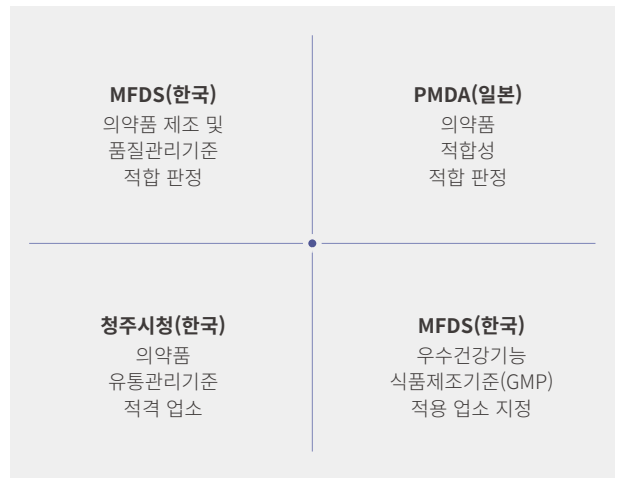 MFDS(한국)
의약품 제조 및
품질관리기준
적합 판정
PMDA(일본)
의약품
적합성
적합 판정
청주시청(한국)
의약품
유통관리기준
적격 업소
MFDS(한국)
우수건강기능
식품제조기준(GMP)
적용 업소 지정